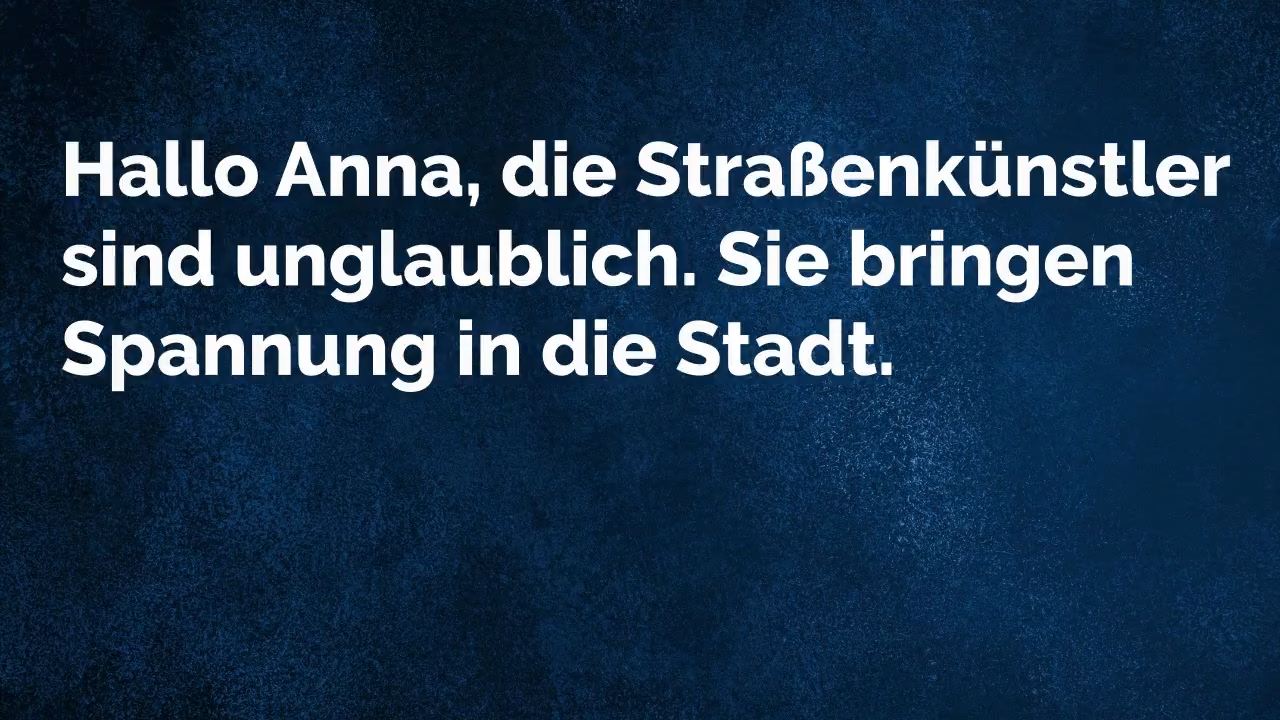 Hallo Anna, die Straßenkünstler
sind unglaublich. Sie bringen
Spannung in die Stadt.